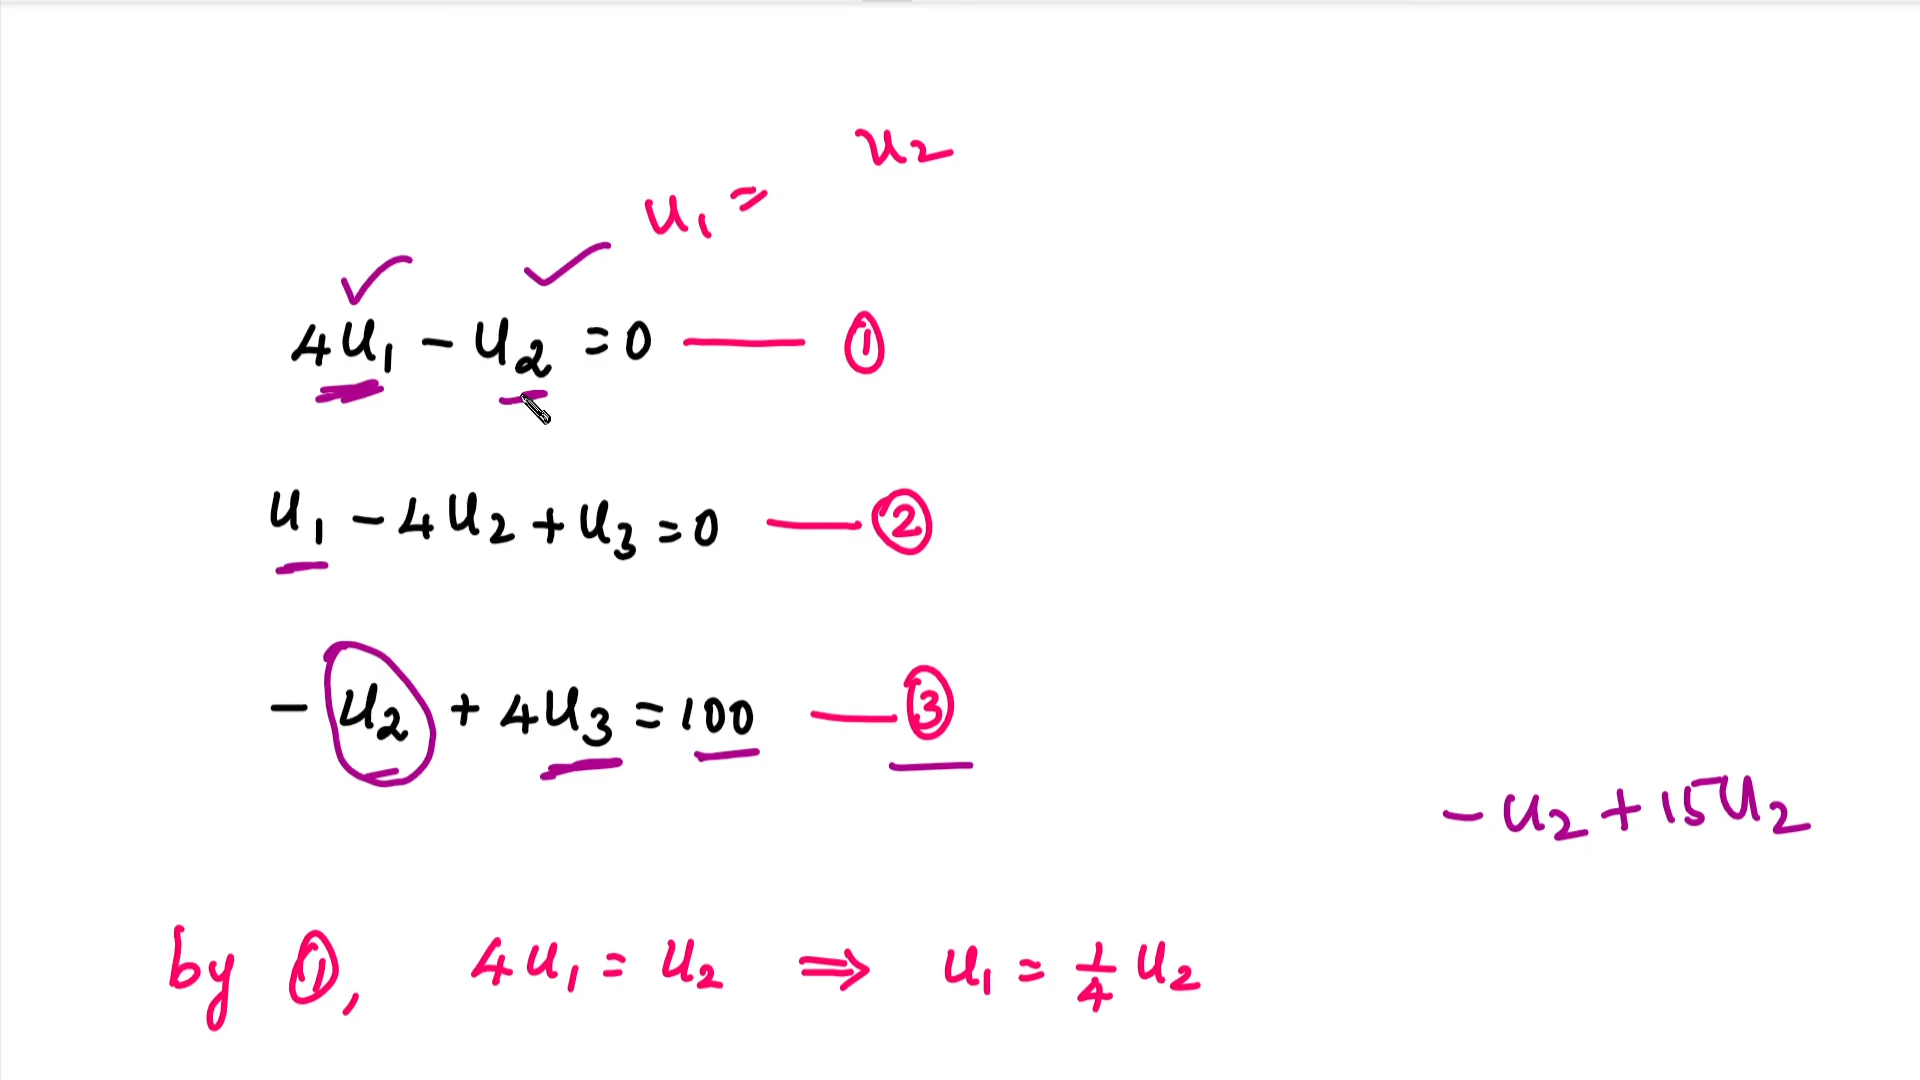 u₂
u₁ =
4u₁ - u₂ = 0 —— ①
u₁ - 4u₂ + u₃ = 0 —— ②
- u₂ + 4u₃ = 100 —— ③
- u₂ + 15u₂
by ①, 4u₁ = u₂ ⇒ u₁ = 1/4 u₂